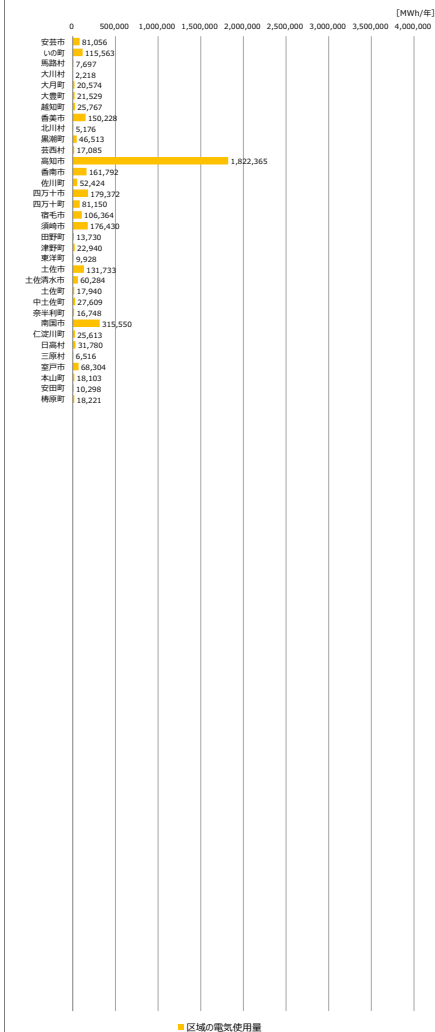 [MWh/年]
0 500,000 1,000,000 1,500,000 2,000,000 2,500,000 3,000,000 3,500,000 4,000,000
安芸市 81,056
いの町 115,563
馬路村 7,697
大川村 2,218
大月町 20,574
大豊町 21,529
越知町 25,767
香美市 150,228
北川村 5,176
黒潮町 46,513
芸西村 17,085
高知市 1,822,365
香南市 161,792
佐川町 52,424
四万十市 179,372
四万十町 81,150
宿毛市 106,364
須崎市 176,430
田野町 13,730
津野町 22,940
東洋町 9,928
土佐市 131,733
土佐清水市 60,284
土佐町 17,940
中土佐町 27,609
奈半利町 16,748
南国市 315,550
仁淀川町 25,613
日高村 31,780
三原村 6,516
室戸市 68,304
本山町 18,103
安田町 10,298
梼原町 18,221
区域の電気使用量